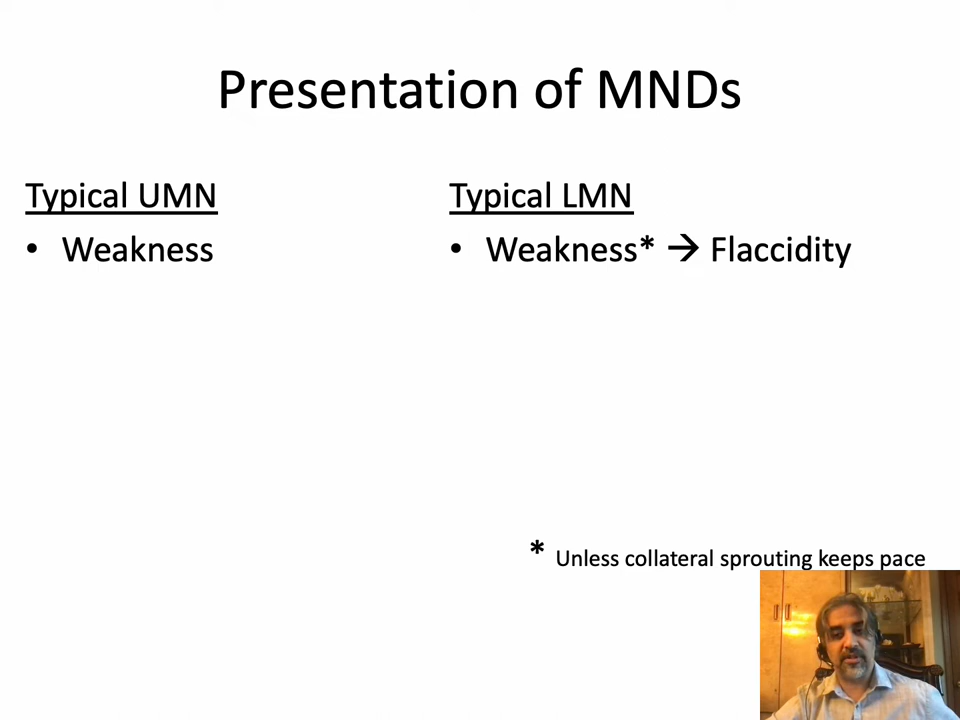 Presentation of MNDs
Typical UMN
• Weakness
Typical LMN
• Weakness* → Flaccidity
* Unless collateral sprouting keeps pace